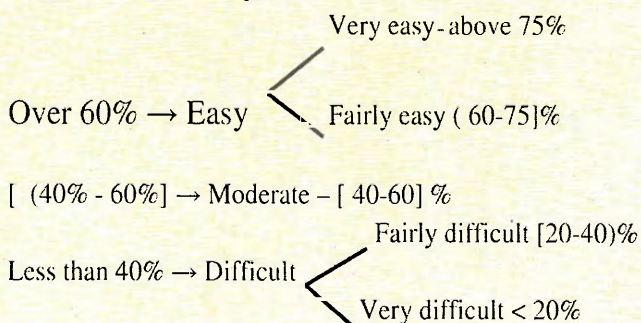 Very easy-above 75%
Over 60% → Easy
Fairly easy ( 60-75]%
[ (40% - 60%] → Moderate – [ 40-60] %
Fairly difficult [20-40)%
Less than 40% → Difficult
Very difficult < 20%